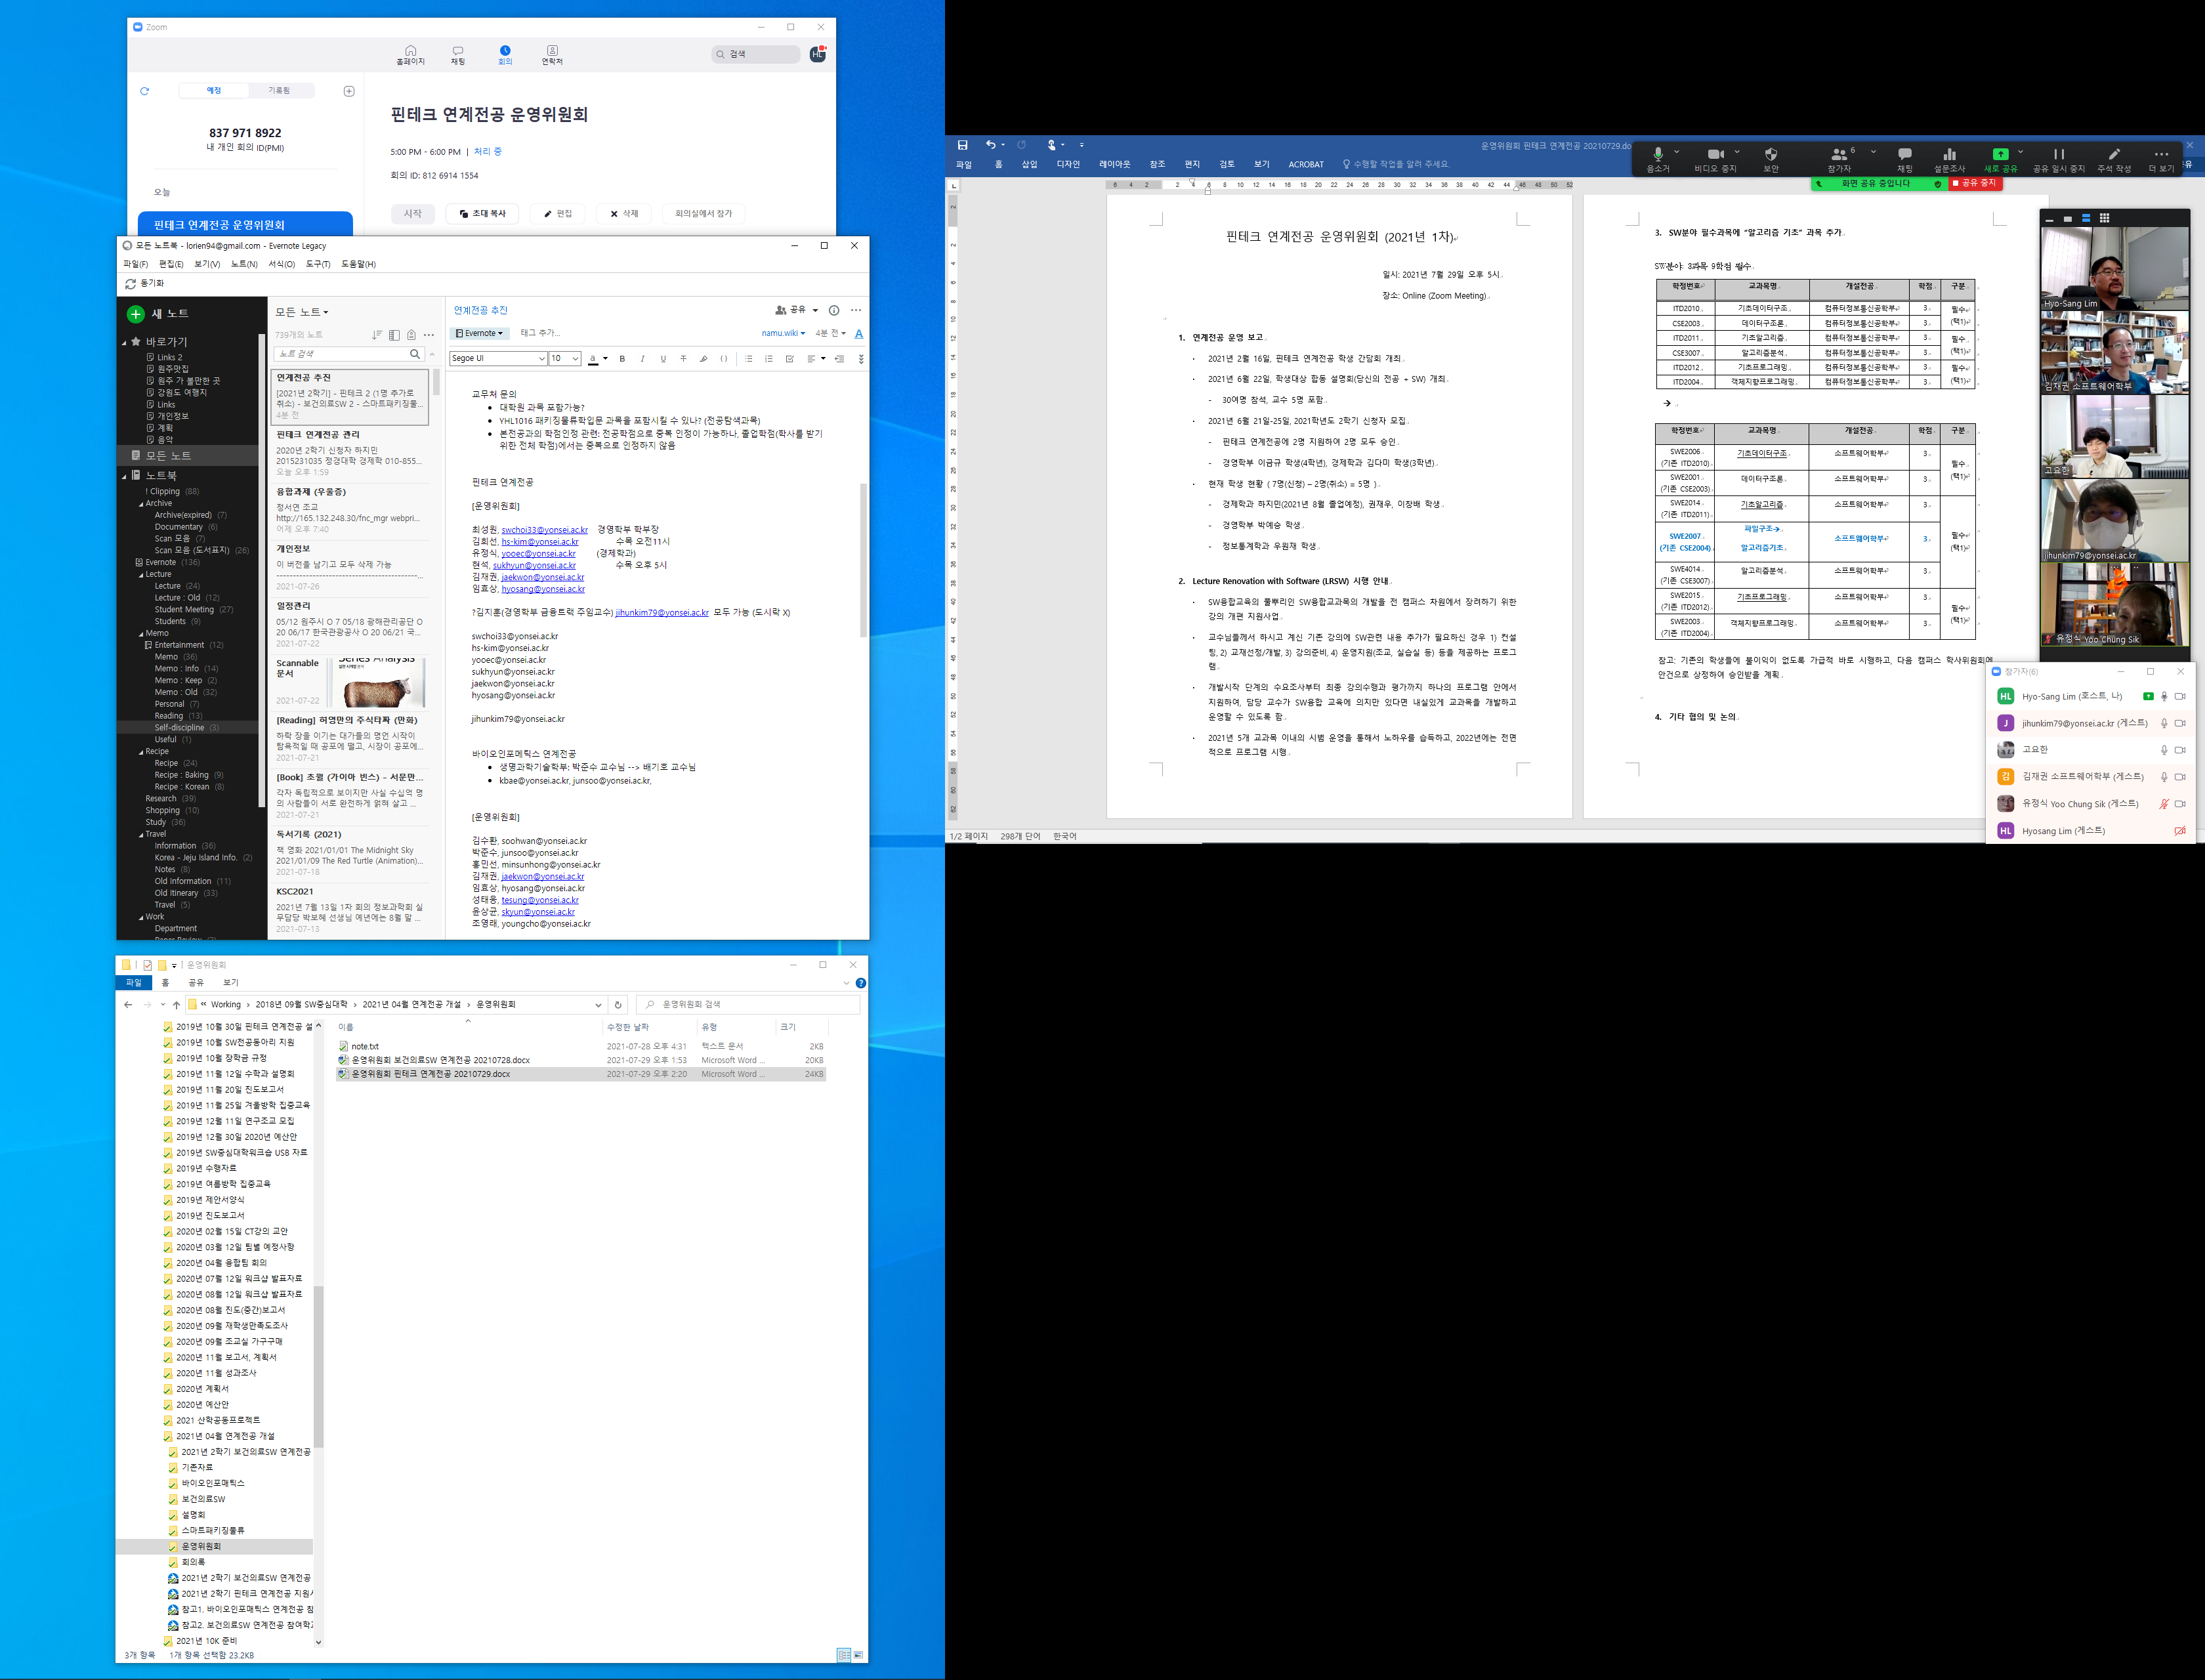 Zoom
홈페이지
채팅
회의
연락처
검색
HL
예정
기록됨
837 971 8922
내 개인 회의 ID(PMI)
오늘
핀테크 연계전공 운영위원회
핀테크 연계전공 운영위원회
5:00 PM - 6:00 PM | 처리 중
회의 ID: 812 6914 1554
시작
초대 복사
편집
삭제
회의실에서 참가
모든 노트북 - lorien94@gmail.com - Evernote Legacy
파일(F) 편집(E) 보기(V) 노트(N) 서식(O) 도구(T) 도움말(H)
동기화
새 노트
바로가기
Links 2
원주맛집
원주 가 볼만한 곳
강원도 여행지
Links
개인정보
계획
음악
모든 노트
노트북
! Clipping (88)
Archive
Archive(expired) (7)
Documentary (6)
Scan 모음 (7)
Scan 모음 (도서표지) (26)
Evernote (136)
Lecture
Lecture (24)
Lecture : Old (12)
Student Meeting (27)
Students (9)
Memo
Entertainment (12)
Memo (36)
Memo : Info (14)
Memo : Keep (2)
Memo : Old (32)
Personal (7)
Reading (13)
Self-discipline (3)
Useful (1)
Recipe
Recipe (24)
Recipe : Baking (9)
Recipe : Korean (8)
Research (39)
Shopping (10)
Study (36)
Travel
Information (36)
Korea - Jeju Island Info. (2)
Notes (8)
Old Information (11)
Old Itinerary (33)
Travel (5)
Work
Department
모든 노트
739개의 노트
노트 검색
연계전공 추진
[2021년 2학기] - 핀테크 2 (1명 추가로
취소) - 보건의료SW 2 - 스마트패키징물...
4분 전
핀테크 연계전공 관리
2020년 2학기 신청자 하지민
2015231035 정경대학 경제학 010-855...
오늘 오후 1:59
융합과제 (우울증)
정서면 조교
http://165.132.248.30/fnc_mgr webpri...
어제 오후 7:40
개인정보
이 버전을 남기고 모두 삭제 가능
2021-07-26
일정관리
05/12 원주시 O 7 05/18 광해관리공단 O
20 06/17 한국관광공사 O 20 06/21 국...
2021-07-22
Scannable
문서
2021-07-22
[Reading] 허영만의 주식타짜 (만화)
하락 장을 이기는 대가들의 명언 시작이
탐욕적일 때 공포에 떨고, 시장이 공포에...
2021-07-21
[Book] 초월 (가이아 빈스) - 서문만...
각자 독립적으로 보이지만 사실 수십억 명
의 사람들이 서로 완전하게 얽혀 살고 ...
2021-07-21
독서기록 (2021)
책 영화 2021/01/01 The Midnight Sky
2021/01/09 The Red Turtle (Animation)...
2021-07-18
KSC2021
2021년 7월 13일 1차 회의 정보과학회 실
무담당 박보혜 선생님 예년에는 8월 말 ...
2021-07-13
연계전공 추진
공유
Evernote
태그 추가...
namu.wiki
4분 전
Segoe UI
10
교무처 문의
• 대학원 과목 포함가능?
• YHL1016 패키징물류학입문 과목을 포함시킬 수 있나? (전공탐색과목)
• 본전공과의 학점인정 관련: 전공학점으로 중복 인정이 가능하나, 졸업학점(학사를 받기
위한 전체 학점)에서는 중복으로 인정하지 않음
핀테크 연계전공
[운영위원회]
최성원, swchoi33@yonsei.ac.kr 경영학부 학부장
김희선, hs-kim@yonsei.ac.kr 수목 오전11시
유정식, yooec@yonsei.ac.kr (경제학과)
현석, sukhyun@yonsei.ac.kr 수목 오후 5시
김재권, jaekwon@yonsei.ac.kr
임효상, hyosang@yonsei.ac.kr
?김지훈(경영학부 금융트랙 주임교수) jihunkim79@yonsei.ac.kr 모두 가능 (도시락 X)
swchoi33@yonsei.ac.kr
hs-kim@yonsei.ac.kr
yooec@yonsei.ac.kr
sukhyun@yonsei.ac.kr
jaekwon@yonsei.ac.kr
hyosang@yonsei.ac.kr
jihunkim79@yonsei.ac.kr
바이오인포메틱스 연계전공
• 생명과학기술학부: 박준수 교수님 --> 배기호 교수님
• kbae@yonsei.ac.kr, junsoo@yonsei.ac.kr,
[운영위원회]
김수환, soohwan@yonsei.ac.kr
박준수, junsoo@yonsei.ac.kr
홍민선, minsunhong@yonsei.ac.kr
김재권, jaekwon@yonsei.ac.kr
임효상, hyosang@yonsei.ac.kr
성태응, tesung@yonsei.ac.kr
윤상균, skyun@yonsei.ac.kr
조영래, youngcho@yonsei.ac.kr
운영위원회
파일 홈 공유 보기
« Working › 2018년 09월 SW중심대학 › 2021년 04월 연계전공 개설 › 운영위원회
운영위원회 검색
2019년 10월 30일 핀테크 연계전공 설
2019년 10월 SW전공동아리 지원
2019년 10월 장학금 규정
2019년 11월 12일 수학과 설명회
2019년 11월 20일 진도보고서
2019년 11월 25일 겨울방학 집중교육
2019년 12월 11일 연구조교 모집
2019년 12월 30일 2020년 예산안
2019년 SW중심대학워크숍 USB 자료
2019년 수행자료
2019년 여름방학 집중교육
2019년 제안서양식
2019년 진도보고서
2020년 02월 15일 CT강의 교안
2020년 03월 12일 팀별 예정사항
2020년 04월 융합팀 회의
2020년 07월 12일 워크샵 발표자료
2020년 08월 12일 워크샵 발표자료
2020년 08월 진도(중간)보고서
2020년 09월 재학생만족도조사
2020년 09월 조교실 가구구매
2020년 11월 보고서, 계획서
2020년 11월 성과조사
2020년 계획서
2020년 예산안
2021 산학공동프로젝트
2021년 04월 연계전공 개설
2021년 2학기 보건의료SW 연계전공
기존자료
바이오인포매틱스
보건의료SW
설명회
스마트패키징물류
운영위원회
회의록
2021년 2학기 보건의료SW 연계전공
2021년 2학기 핀테크 연계전공 지원
참고1. 바이오인포매틱스 연계전공 참
참고2. 보건의료SW 연계전공 참여학
2021년 10K 준비
이름 수정한 날짜 유형 크기
note.txt 2021-07-28 오후 4:31 텍스트 문서 2KB
운영위원회 보건의료SW 연계전공 20210728.docx 2021-07-29 오후 1:53 Microsoft Word ... 20KB
운영위원회 핀테크 연계전공 20210729.docx 2021-07-29 오후 2:20 Microsoft Word ... 24KB
3개 항목 1개 항목 선택함 23.2KB
운영위원회 핀테크 연계전공 20210729.do
파일 홈 삽입 디자인 레이아웃 참조 편지 검토 보기 ACROBAT 수행할 작업을 알려 주세요.
음소거 비디오 중지 보안 참가자 6 채팅 설문조사 새로 공유 공유 일시 중지 주석 작성 더 보기
화면 공유 중입니다 공유 중지
핀테크 연계전공 운영위원회 (2021년 1차)
일시: 2021년 7월 29일 오후 5시
장소: Online (Zoom Meeting)
1. 연계전공 운영 보고
· 2021년 2월 16일, 핀테크 연계전공 학생 간담회 개최
· 2021년 6월 22일, 학생대상 합동 설명회(당신의 전공 + SW) 개최
- 30여명 참석, 교수 5명 포함
· 2021년 6월 21일-25일, 2021학년도 2학기 신청자 모집
- 핀테크 연계전공에 2명 지원하여 2명 모두 승인
- 경영학부 이금규 학생(4학년), 경제학과 김다미 학생(3학년)
· 현재 학생 현황 ( 7명(신청) – 2명(취소) = 5명 )
- 경제학과 하지민(2021년 8월 졸업예정), 권재우, 이창배 학생
- 경영학부 박예승 학생
- 정보통계학과 우원재 학생
2. Lecture Renovation with Software (LRSW) 시행 안내
· SW융합교육의 풀뿌리인 SW융합교과목의 개발을 전 캠퍼스 차원에서 장려하기 위한
강의 개편 지원사업
· 교수님들께서 하시고 계신 기존 강의에 SW관련 내용 추가가 필요하신 경우 1) 컨설
팅, 2) 교재선정/개발, 3) 강의준비, 4) 운영지원(조교, 실습실 등) 등을 제공하는 프로그
램
· 개발시작 단계의 수요조사부터 최종 강의수행과 평가까지 하나의 프로그램 안에서
지원하여, 담당 교수가 SW융합 교육에 의지만 있다면 내실있게 교과목을 개발하고
운영할 수 있도록 함
· 2021년 5개 교과목 이내의 시범 운영을 통해서 노하우를 습득하고, 2022년에는 전면
적으로 프로그램 시행
3. SW분야 필수과목에 "알고리즘 기초" 과목 추가
SW분야: 3과목 9학점 필수
학정번호 교과목명 개설전공 학점 구분
ITD2010 기초데이터구조 컴퓨터정보통신공학부 3 필수
CSE2003 데이터구조론 컴퓨터정보통신공학부 3 (택1)
ITD2011 기초알고리즘 컴퓨터정보통신공학부 3 필수
CSE3007 알고리즘분석 컴퓨터정보통신공학부 3 (택1)
ITD2012 기초프로그래밍 컴퓨터정보통신공학부 3 필수
ITD2004 객체지향프로그래밍 컴퓨터정보통신공학부 3 (택1)
→
학정번호 교과목명 개설전공 학점 구분
SWE2006 (기존 ITD2010) 기초데이터구조 소프트웨어학부 3 필수
SWE2001 (기존 CSE2003) 데이터구조론 소프트웨어학부 3 (택1)
SWE2014 (기존 ITD2011) 기초알고리즘 소프트웨어학부 3
SWE2007 (기존 CSE2004) 파일구조→ 알고리즘기초 소프트웨어학부 3 필수 (택1)
SWE4014 (기존 CSE3007) 알고리즘분석 소프트웨어학부 3
SWE2015 (기존 ITD2012) 기초프로그래밍 소프트웨어학부 3 필수
SWE2003 (기존 ITD2004) 객체지향프로그래밍 소프트웨어학부 3 (택1)
참고: 기존의 학생들에 불이익이 없도록 가급적 바로 시행하고, 다음 캠퍼스 학사위원회에
안건으로 상정하여 승인받을 계획
4. 기타 협의 및 논의
1/2 페이지 298개 단어 한국어
Hyo-Sang Lim
김재권 소프트웨어학부
고요한
jihunkim79@yonsei.ac.kr
유정식 Yoo Chung Sik
참가자(6)
HL Hyo-Sang Lim (호스트, 나)
J jihunkim79@yonsei.ac.kr (게스트)
고요한
김 김재권 소프트웨어학부 (게스트)
유정식 Yoo Chung Sik (게스트)
HL Hyosang Lim (게스트)